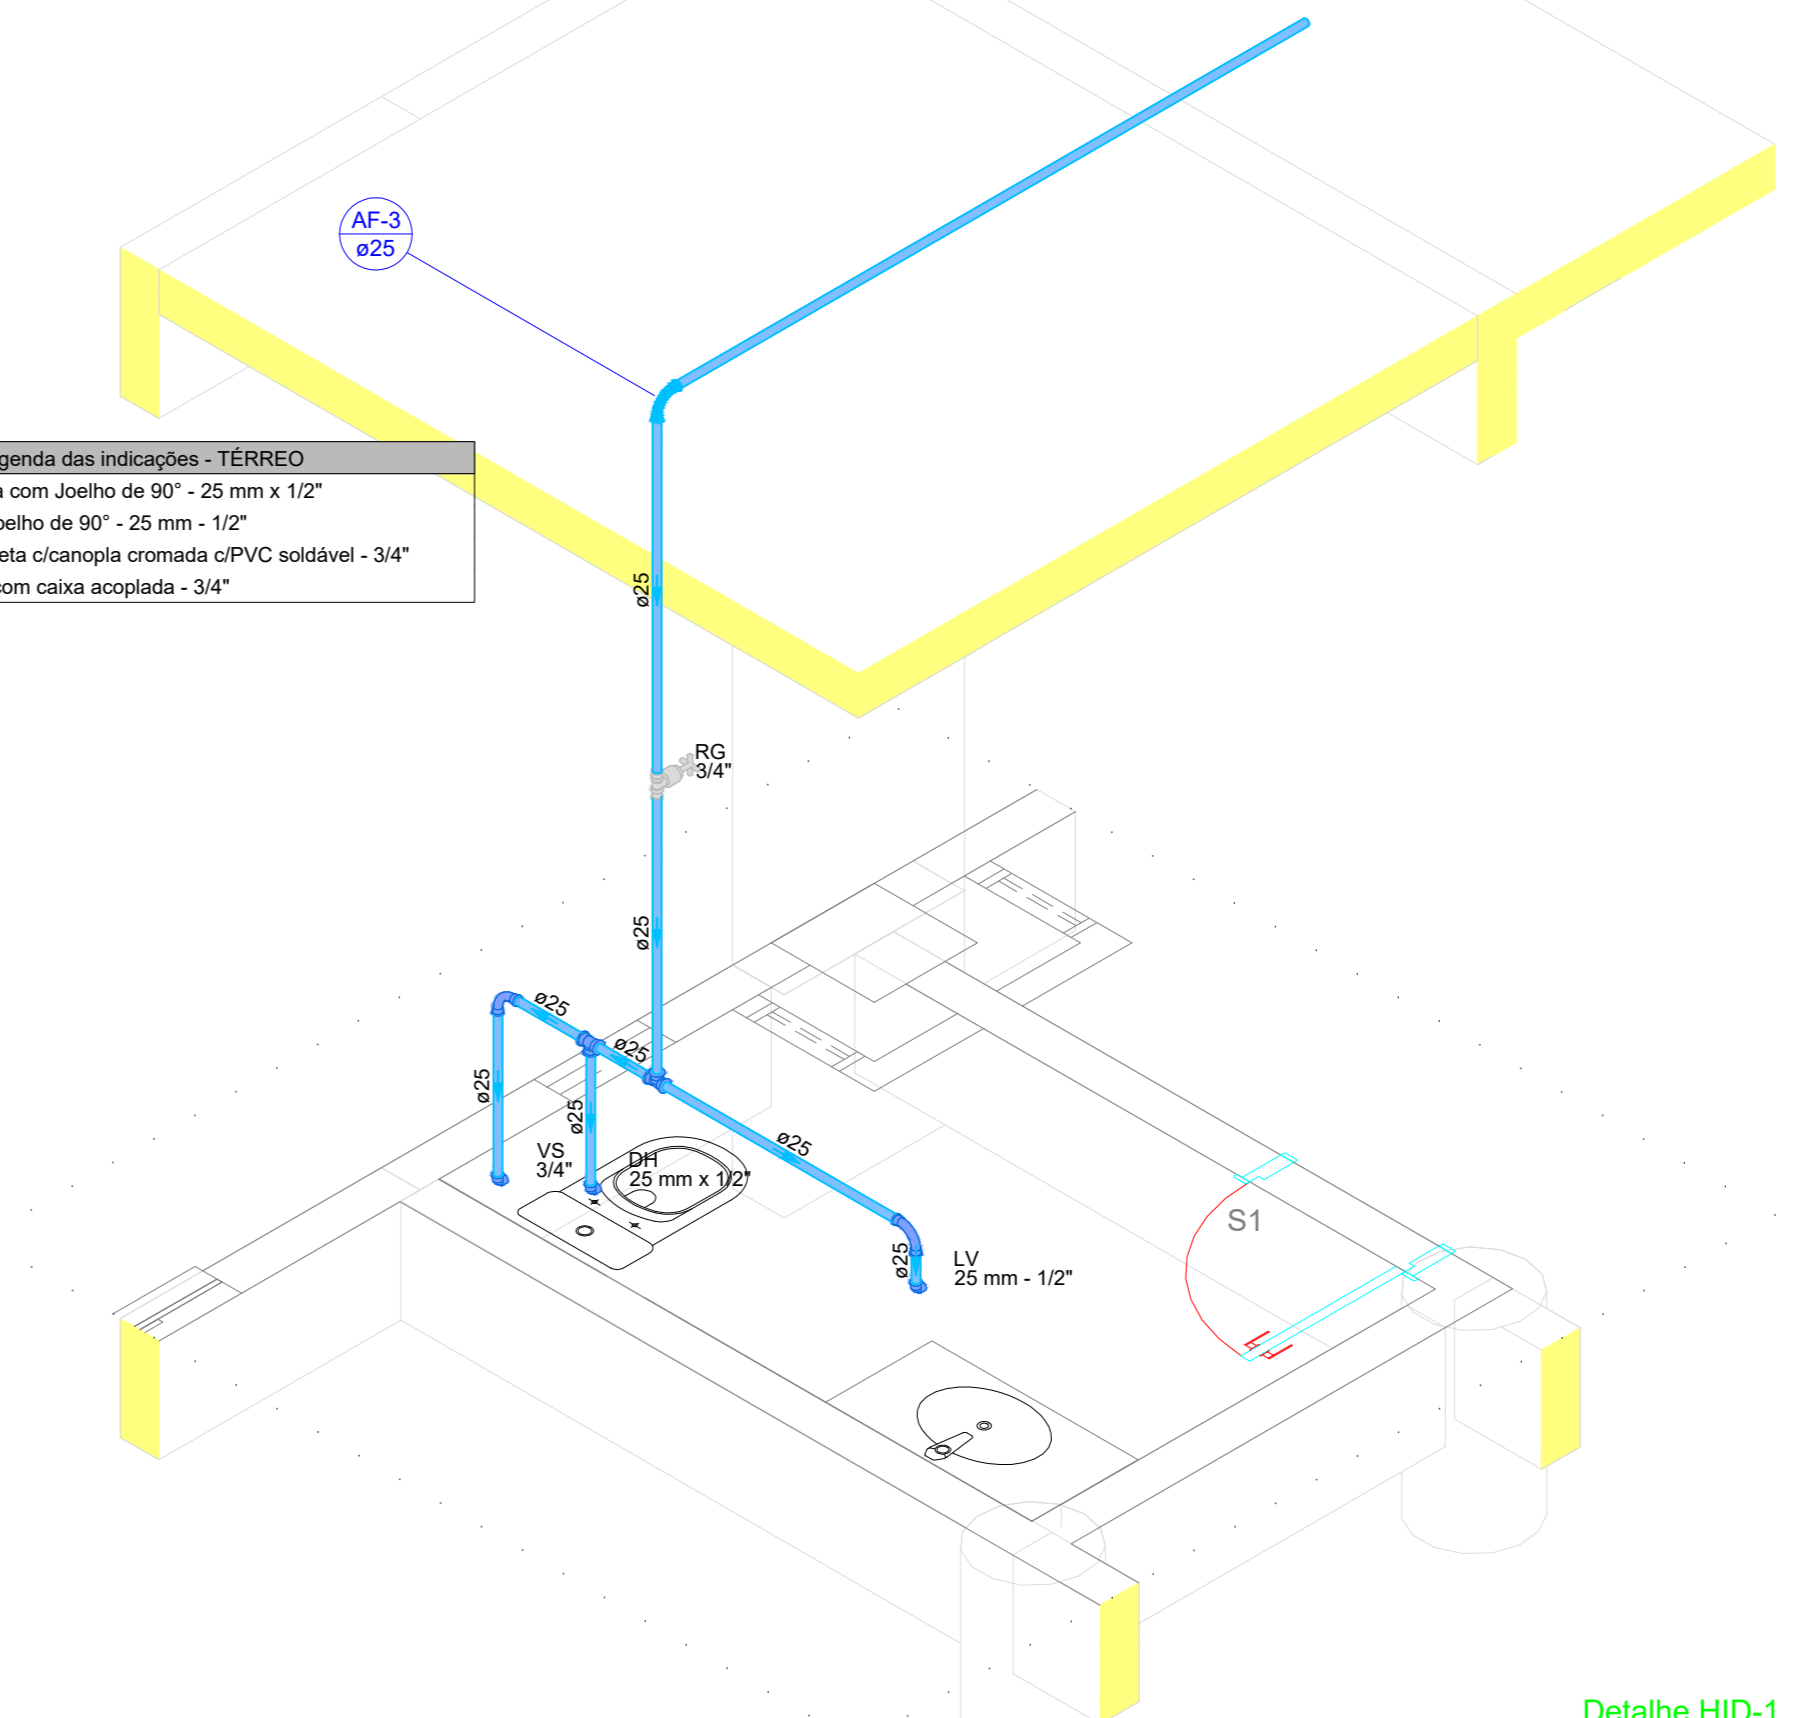 AF-3
ø25
genda das indicações - TÉRREO
a com Joelho de 90° - 25 mm x 1/2"
oelho de 90° - 25 mm - 1/2"
eta c/canopla cromada c/PVC soldável - 3/4"
com caixa acoplada - 3/4"
ø25
RG
3/4"
ø25
ø25
ø25
ø25
ø25
ø25
VS
3/4"
DH
25 mm x 1/2"
ø25
LV
25 mm - 1/2"
S1
Detalhe HID-1